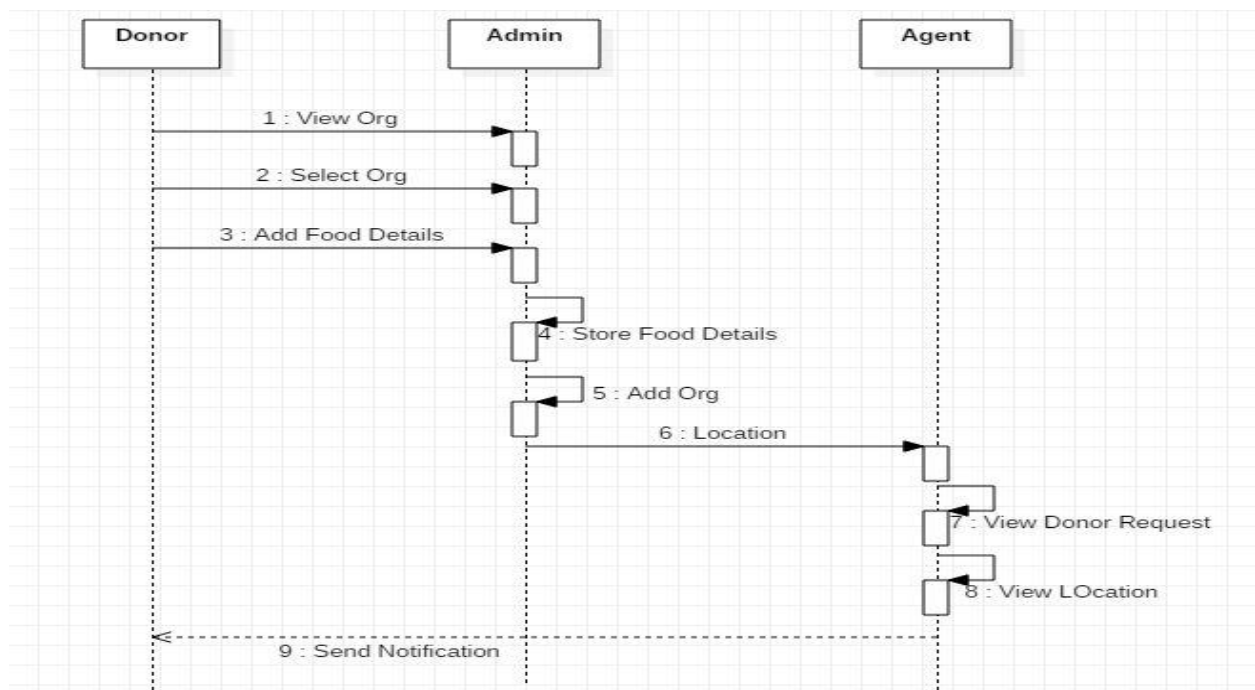 Donor
Admin
Agent
1 : View Org
2 : Select Org
3 : Add Food Details
4 : Store Food Details
5 : Add Org
6 : Location
7 : View Donor Request
8 : View LOcation
9 : Send Notification